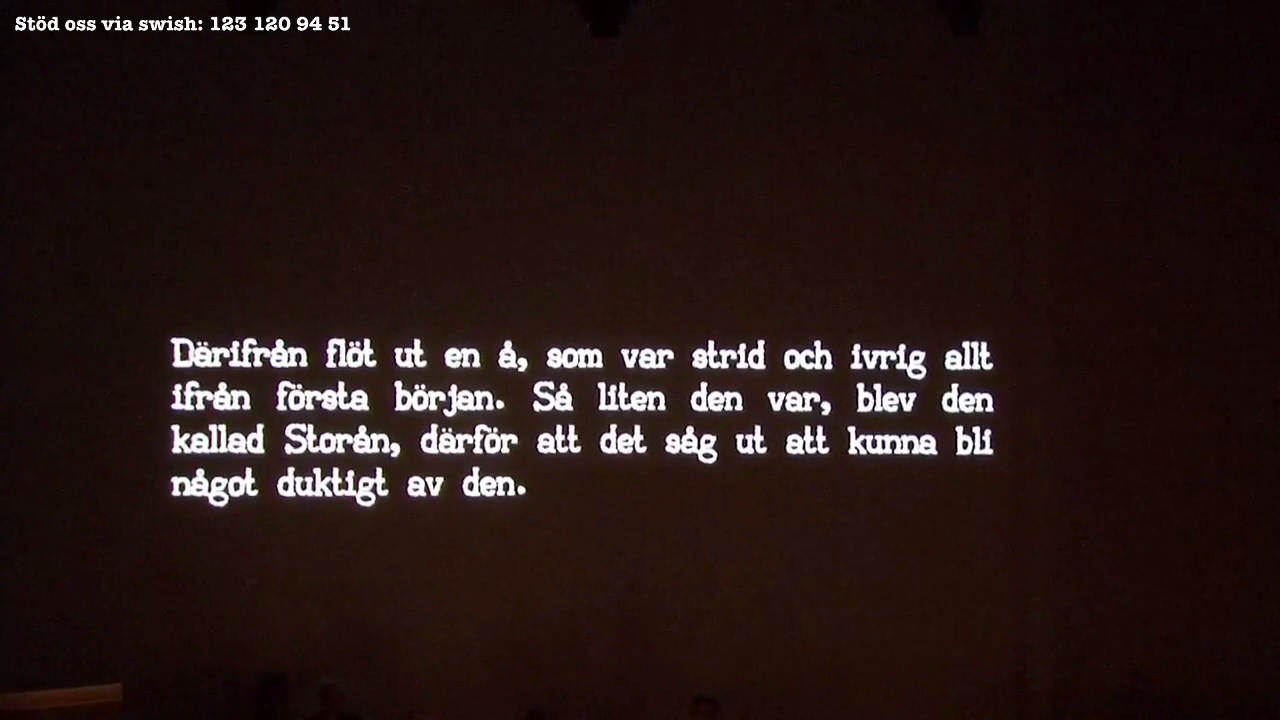 Stöd oss via swish: 123 120 94 51
Därifrån flöt ut en å, som var strid och ivrig allt
ifrån första början. Så liten den var, blev den
kallad Storån, därför att det såg ut att kunna bli
något duktigt av den.